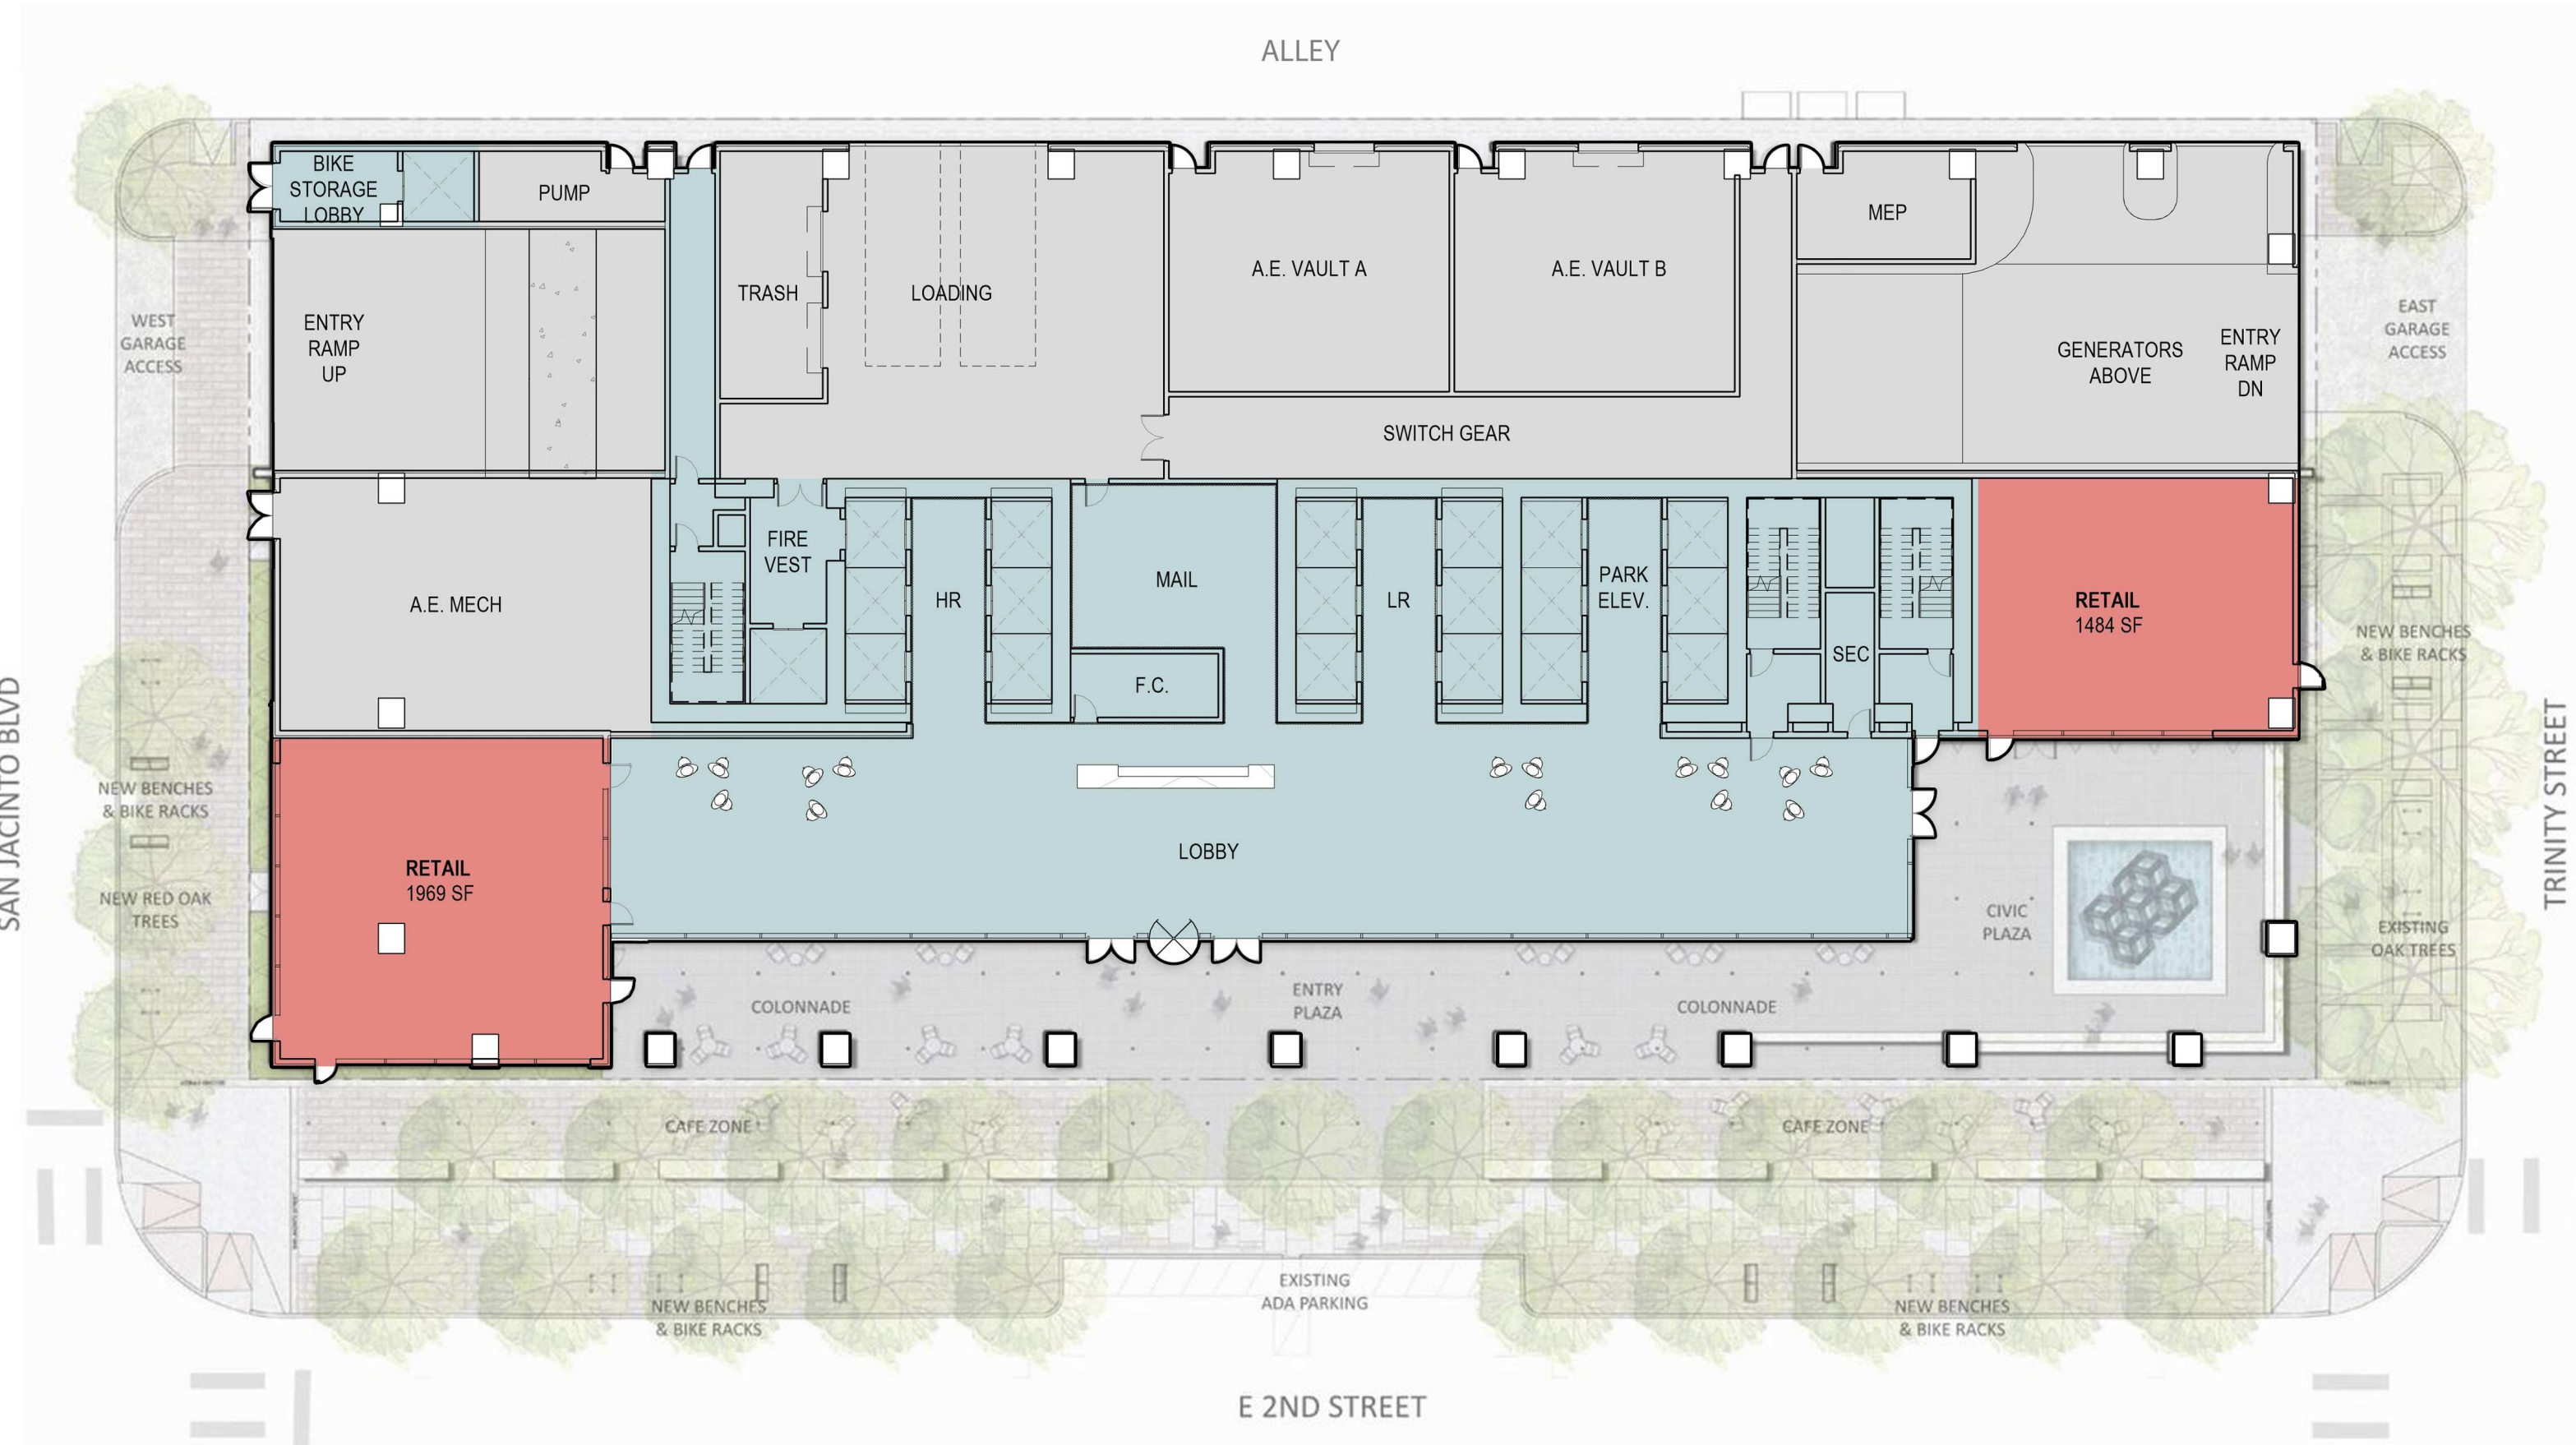 ALLEY
BIKE
STORAGE
LOBBY
PUMP
TRASH
LOADING
A.E. VAULT A
A.E. VAULT B
MEP
ENTRY
RAMP
UP
WEST
GARAGE
ACCESS
GENERATORS
ABOVE
ENTRY
RAMP
DN
EAST
GARAGE
ACCESS
SWITCH GEAR
A.E. MECH
FIRE
VEST
HR
MAIL
F.C.
LR
PARK
ELEV.
SEC
RETAIL
1484 SF
NEW BENCHES
& BIKE RACKS
SAN JACINTO BLVD
TRINITY STREET
NEW BENCHES
& BIKE RACKS
NEW RED OAK
TREES
RETAIL
1969 SF
LOBBY
CIVIC
PLAZA
EXISTING
OAK TREES
COLONNADE
ENTRY
PLAZA
COLONNADE
CAFE ZONE
CAFE ZONE
NEW BENCHES
& BIKE RACKS
EXISTING
ADA PARKING
NEW BENCHES
& BIKE RACKS
E 2ND STREET